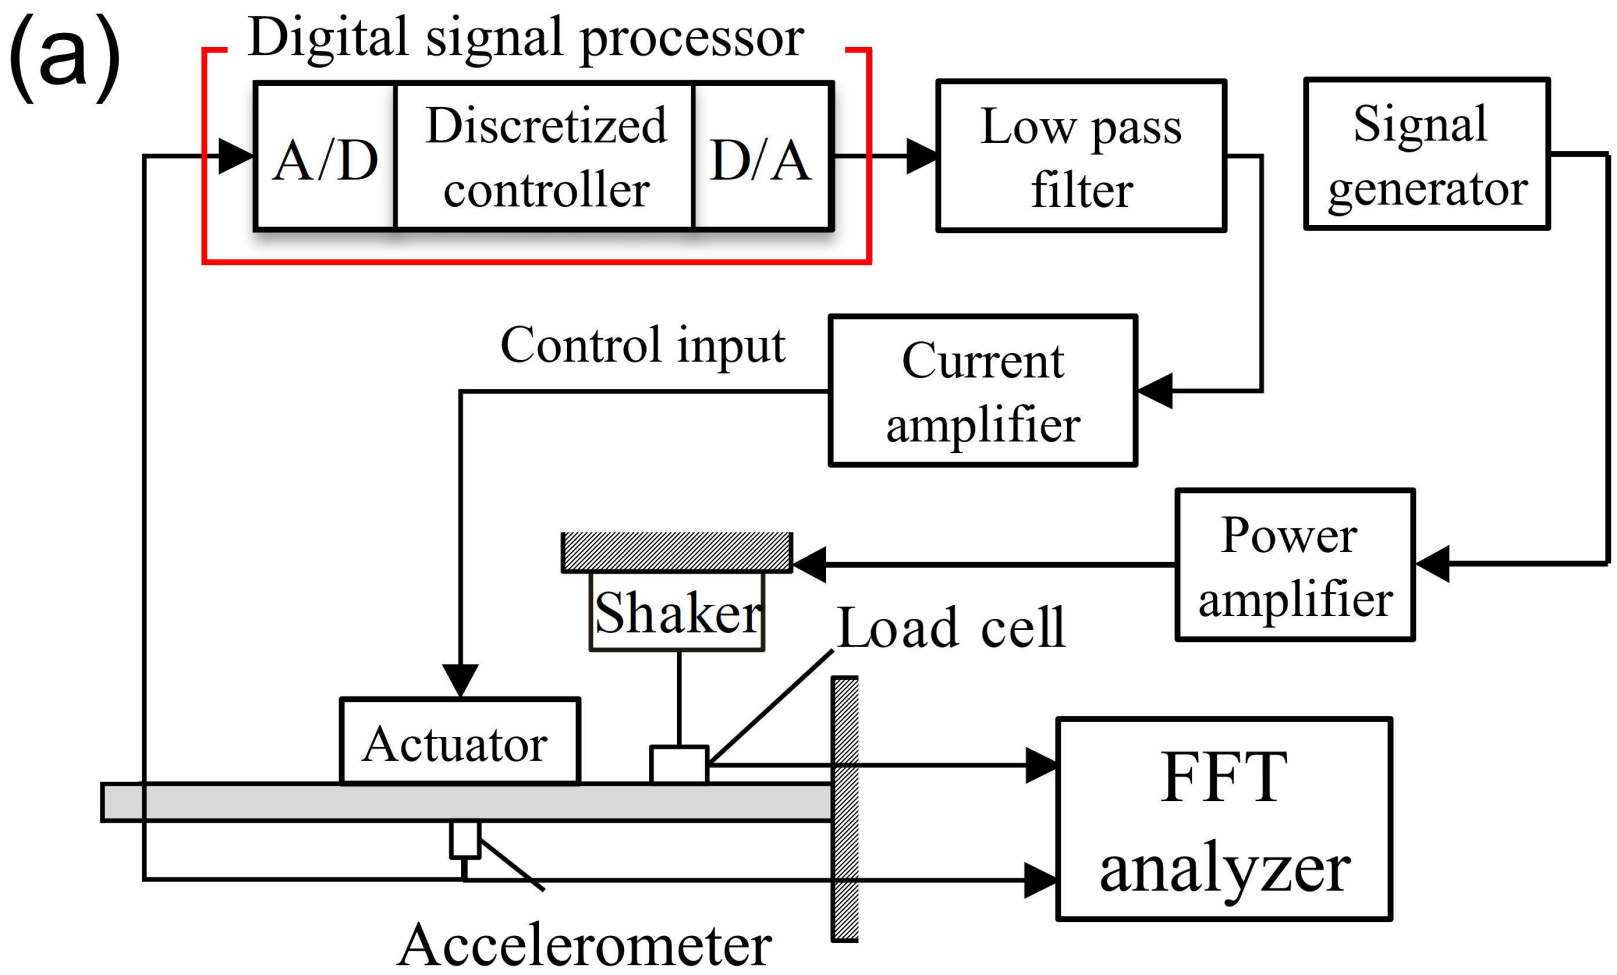 (a)
Digital signal processor
A/D
Discretized
controller
D/A
Low pass
filter
Signal
generator
Control input
Current
amplifier
Power
amplifier
Shaker
Load cell
Actuator
FFT
analyzer
Accelerometer